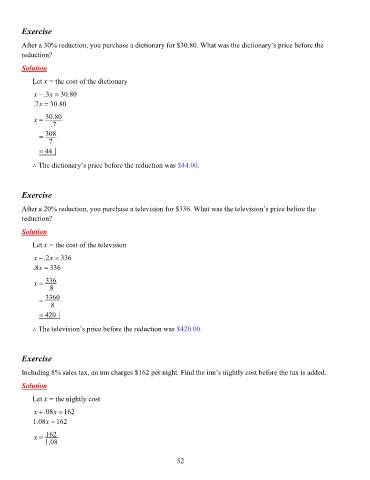 Exercise
After a 30% reduction, you purchase a dictionary for $30.80. What was the dictionary's price before the
reduction?
Solution
Let x = the cost of the dictionary
x − .3x = 30.80
.7x = 30.80
x = 30.80/.7
= 308/7
= 44 |
∴ The dictionary's price before the reduction was $44.00.
Exercise
After a 20% reduction, you purchase a television for $336. What was the television's price before the
reduction?
Solution
Let x = the cost of the television
x − .2x = 336
.8x = 336
x = 336/.8
= 3360/8
= 420 |
∴ The television's price before the reduction was $420.00.
Exercise
Including 8% sales tax, an inn charges $162 per night. Find the inn's nightly cost before the tax is added.
Solution
Let x = the nightly cost
x + .08x = 162
1.08x = 162
x = 162/1.08
52